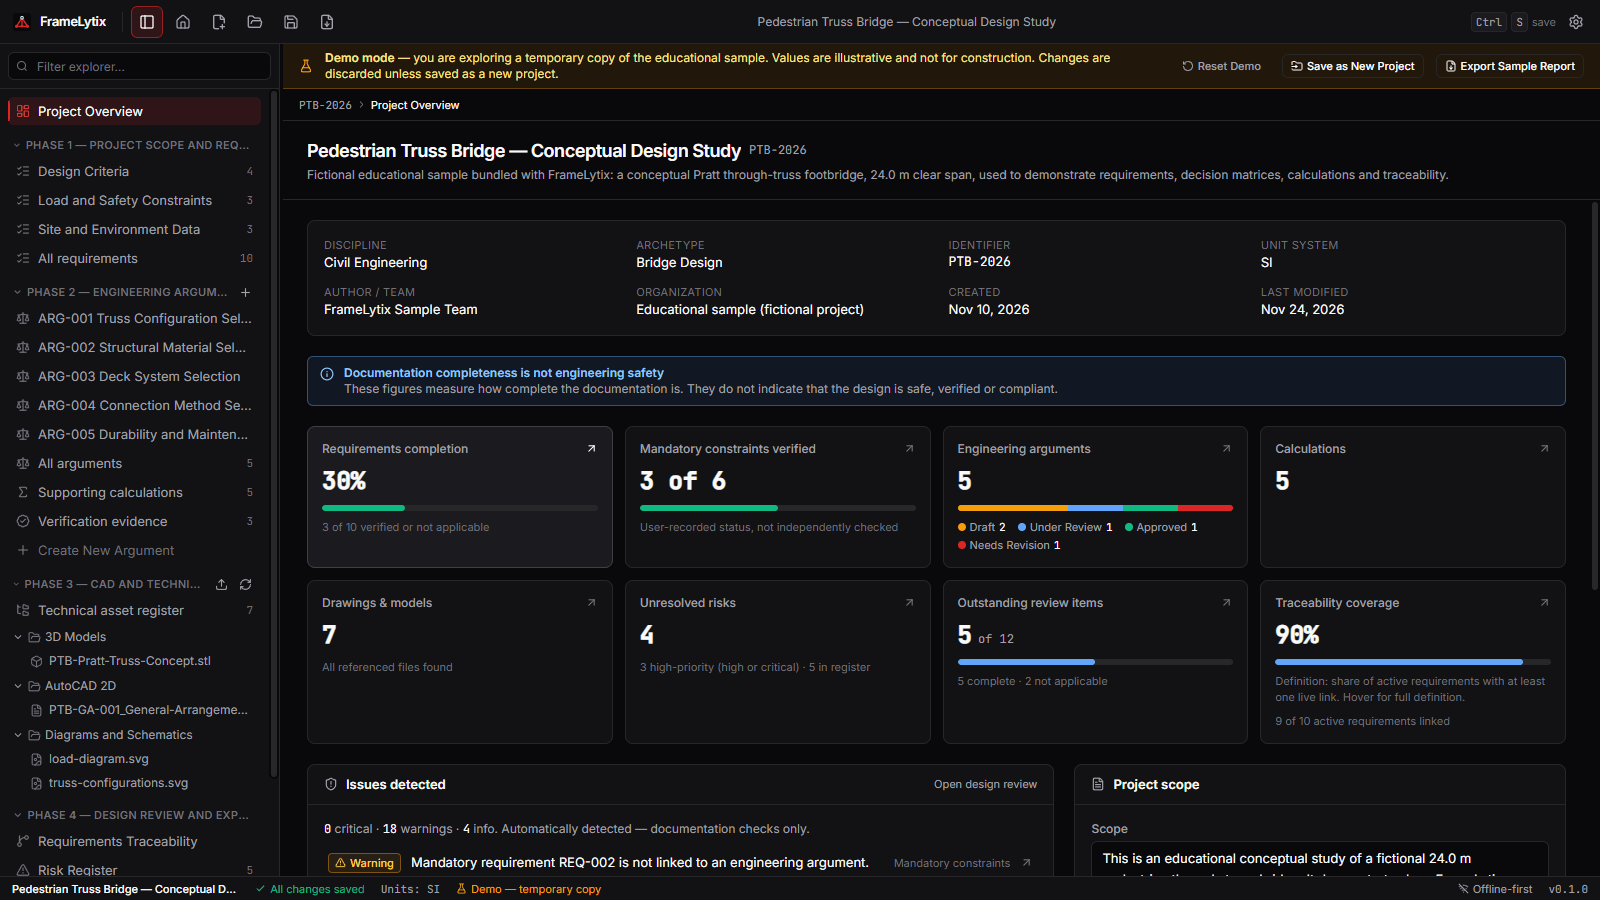 FrameLytix
Pedestrian Truss Bridge — Conceptual Design Study
Ctrl S save
Filter explorer...
Demo mode — you are exploring a temporary copy of the educational sample. Values are illustrative and not for construction. Changes are
discarded unless saved as a new project.
Reset Demo
Save as New Project
Export Sample Report
PTB-2026 > Project Overview
Project Overview
PHASE 1 — PROJECT SCOPE AND REQ...
Design Criteria 4
Load and Safety Constraints 3
Site and Environment Data 3
All requirements 10
PHASE 2 — ENGINEERING ARGUM...
ARG-001 Truss Configuration Sel...
ARG-002 Structural Material Sel...
ARG-003 Deck System Selection
ARG-004 Connection Method Se...
ARG-005 Durability and Mainten...
All arguments 5
Supporting calculations 5
Verification evidence 3
Create New Argument
PHASE 3 — CAD AND TECHNI...
Technical asset register 7
3D Models
PTB-Pratt-Truss-Concept.stl
AutoCAD 2D
PTB-GA-001_General-Arrangeme...
Diagrams and Schematics
load-diagram.svg
truss-configurations.svg
PHASE 4 — DESIGN REVIEW AND EXP...
Requirements Traceability
Risk Register 5
Pedestrian Truss Bridge — Conceptual Design Study PTB-2026
Fictional educational sample bundled with FrameLytix: a conceptual Pratt through-truss footbridge, 24.0 m clear span, used to demonstrate requirements, decision matrices, calculations and traceability.
DISCIPLINE
Civil Engineering
ARCHETYPE
Bridge Design
IDENTIFIER
PTB-2026
UNIT SYSTEM
SI
AUTHOR / TEAM
FrameLytix Sample Team
ORGANIZATION
Educational sample (fictional project)
CREATED
Nov 10, 2026
LAST MODIFIED
Nov 24, 2026
Documentation completeness is not engineering safety
These figures measure how complete the documentation is. They do not indicate that the design is safe, verified or compliant.
Requirements completion
30%
3 of 10 verified or not applicable
Mandatory constraints verified
3 of 6
User-recorded status, not independently checked
Engineering arguments
5
Draft 2 Under Review 1 Approved 1
Needs Revision 1
Calculations
5
Drawings & models
7
All referenced files found
Unresolved risks
4
3 high-priority (high or critical) · 5 in register
Outstanding review items
5 of 12
5 complete · 2 not applicable
Traceability coverage
90%
Definition: share of active requirements with at least
one live link. Hover for full definition.
9 of 10 active requirements linked
Issues detected
Open design review
0 critical · 18 warnings · 4 info. Automatically detected — documentation checks only.
Warning Mandatory requirement REQ-002 is not linked to an engineering argument. Mandatory constraints
Project scope
Scope
This is an educational conceptual study of a fictional 24.0 m
Pedestrian Truss Bridge — Conceptual D... All changes saved Units: SI Demo — temporary copy
Offline-first v0.1.0